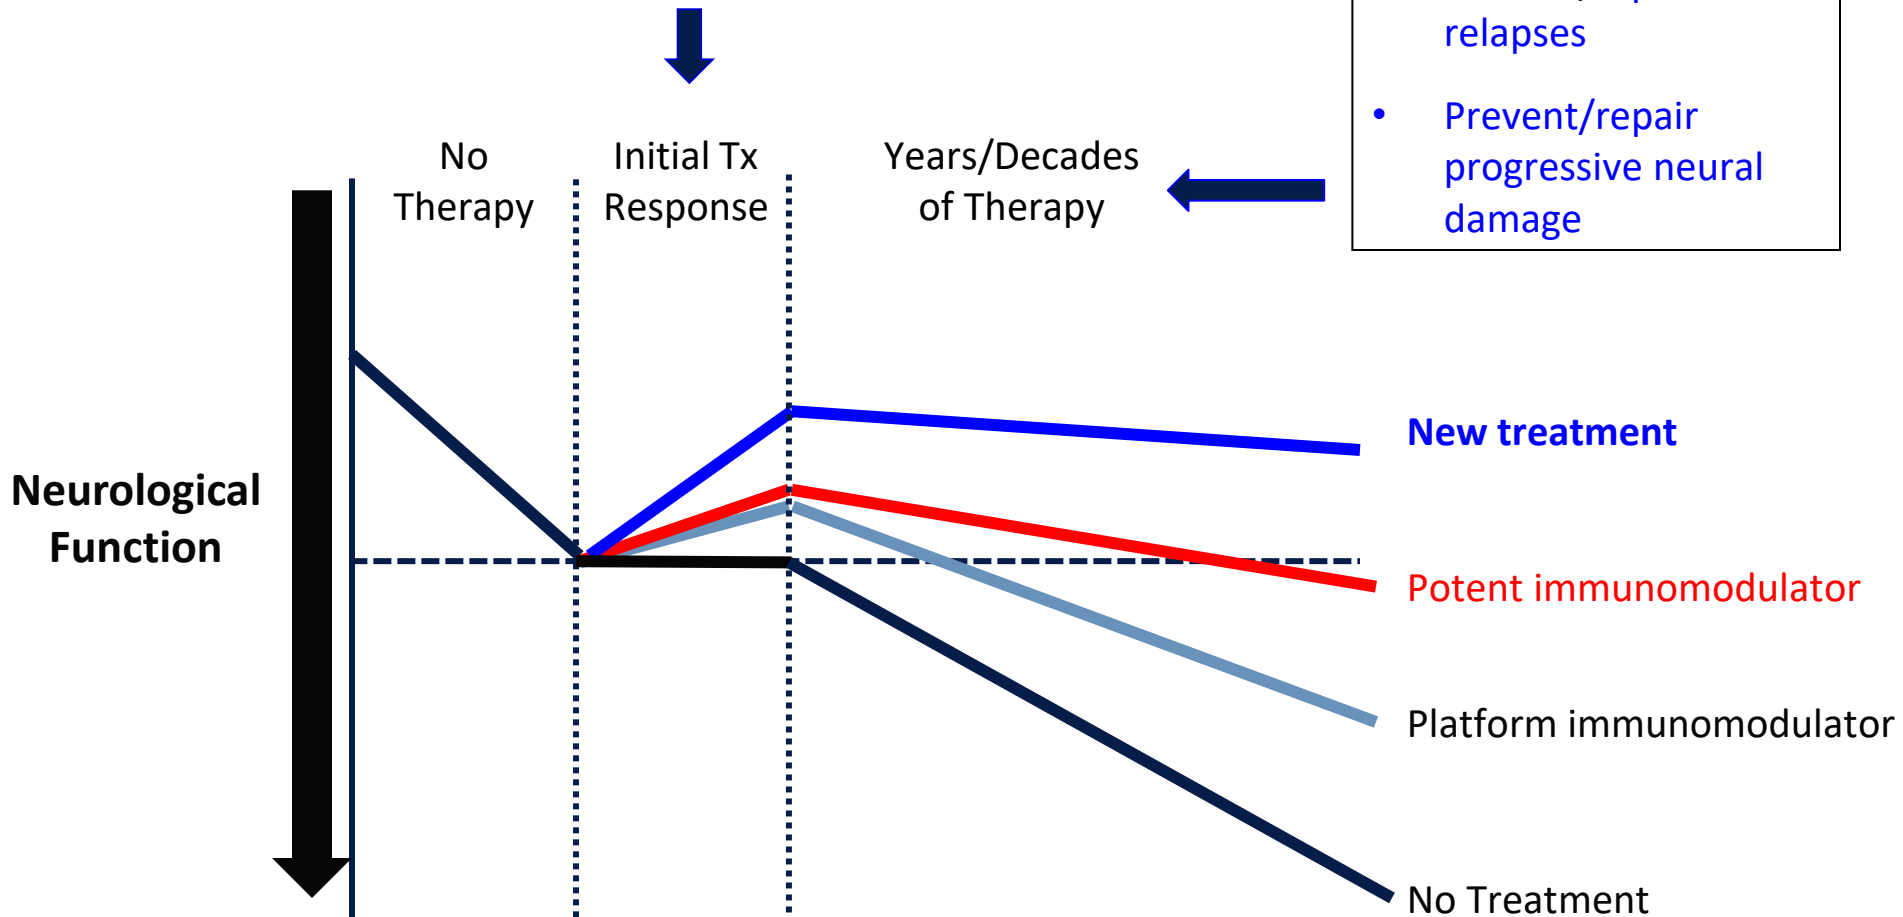 relapses
• Prevent/repair
progressive neural
damage
No
Therapy
Initial Tx
Response
Years/Decades
of Therapy
Neurological
Function
New treatment
Potent immunomodulator
Platform immunomodulator
No Treatment